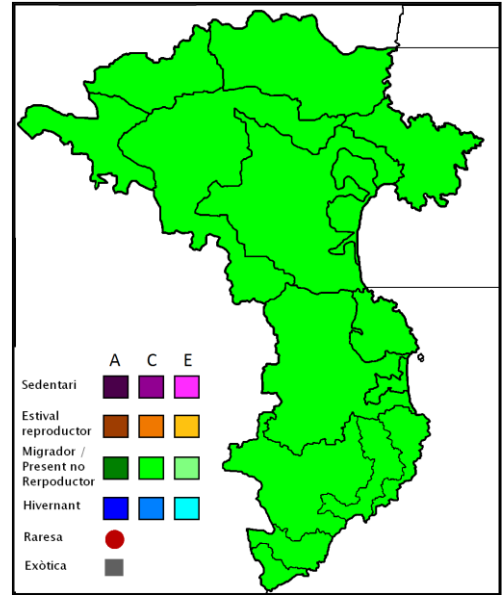 A C E
Sedentari
Estival
reproductor
Migrador /
Present no
Rerpoductor
Hivernant
Raresa
Exòtica